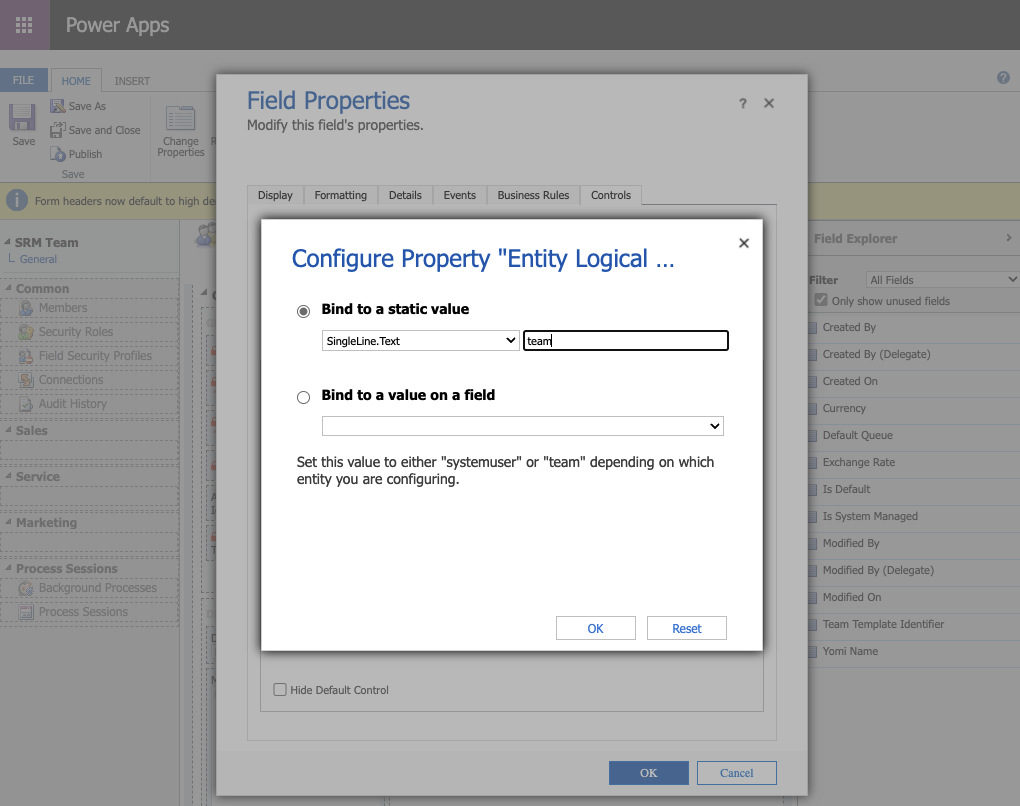 Power Apps
FILE
HOME
INSERT
Save
Save As
Save and Close
Publish
Save
Change
Properties
Form headers now default to high de
SRM Team
General
Common
Members
Security Roles
Field Security Profiles
Connections
Audit History
Sales
Service
Marketing
Process Sessions
Background Processes
Process Sessions
Field Properties
?
Modify this field's properties.
Display
Formatting
Details
Events
Business Rules
Controls
Configure Property "Entity Logical ...
Bind to a static value
SingleLine.Text
team
Bind to a value on a field
Set this value to either "systemuser" or "team" depending on which
entity you are configuring.
OK
Reset
Hide Default Control
OK
Cancel
Field Explorer
Filter
All Fields
Only show unused fields
Created By
Created By (Delegate)
Created On
Currency
Default Queue
Exchange Rate
Is Default
Is System Managed
Modified By
Modified By (Delegate)
Modified On
Team Template Identifier
Yomi Name